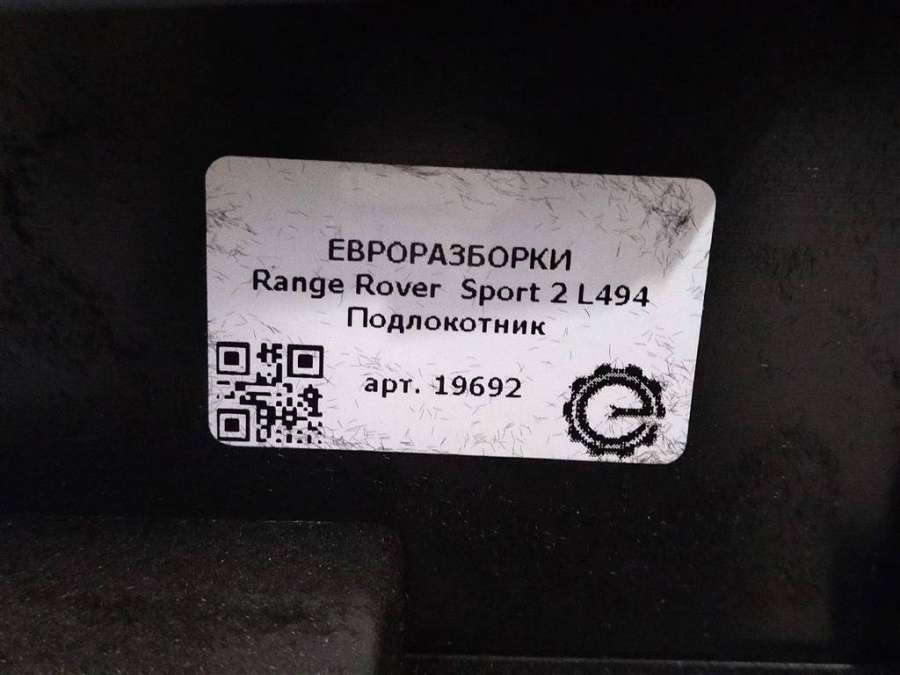 ЕВРОРАЗБОРКИ
Range Rover Sport 2 L494
Подлокотник
арт. 19692